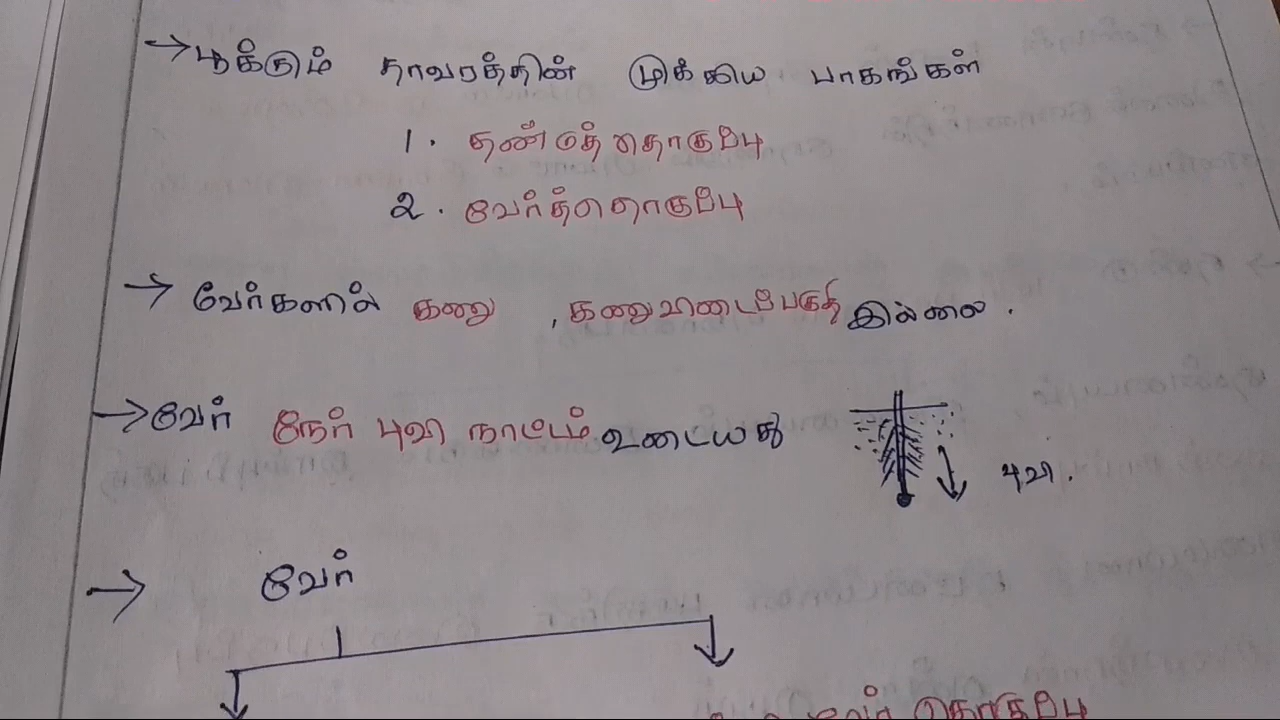 → பூக்கும் தாவரத்தின் முக்கிய பாகங்கள்
1. தண்டுத் தொகுப்பு
2. வேர்த்தொகுப்பு
→ வேர்களில் கணு , கணுவிடைப்பகுதி இல்லை .
→ வேர் நேர் புவி நாட்டம் உடையது
புவி .
→ வேர்
வேர் தொகுப்பு